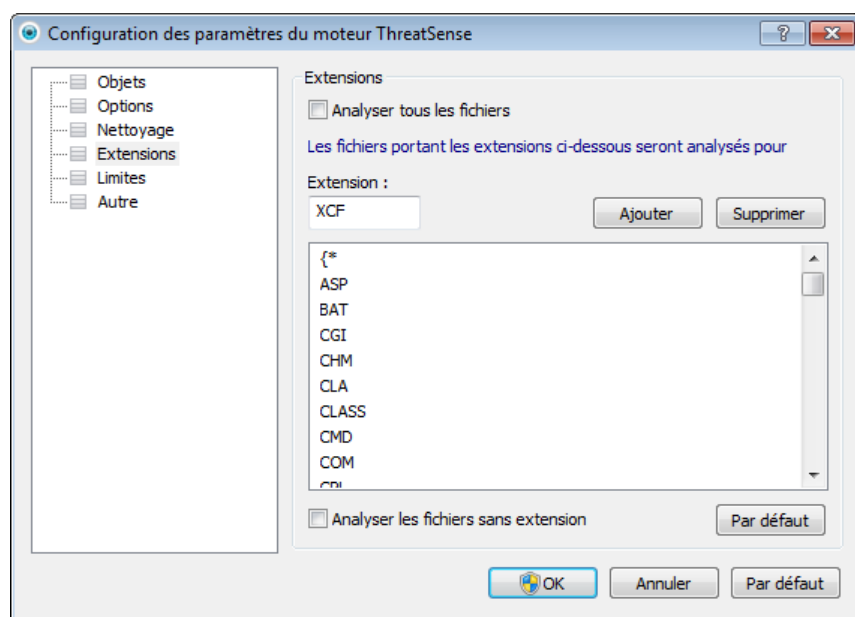 Configuration des paramètres du moteur ThreatSense
Objets
Options
Nettoyage
Extensions
Limites
Autre
Extensions
Analyser tous les fichiers
Les fichiers portant les extensions ci-dessous seront analysés pour
Extension :
XCF
Ajouter
Supprimer
{*
ASP
BAT
CGI
CHM
CLA
CLASS
CMD
COM
CPL
Analyser les fichiers sans extension
Par défaut
OK
Annuler
Par défaut